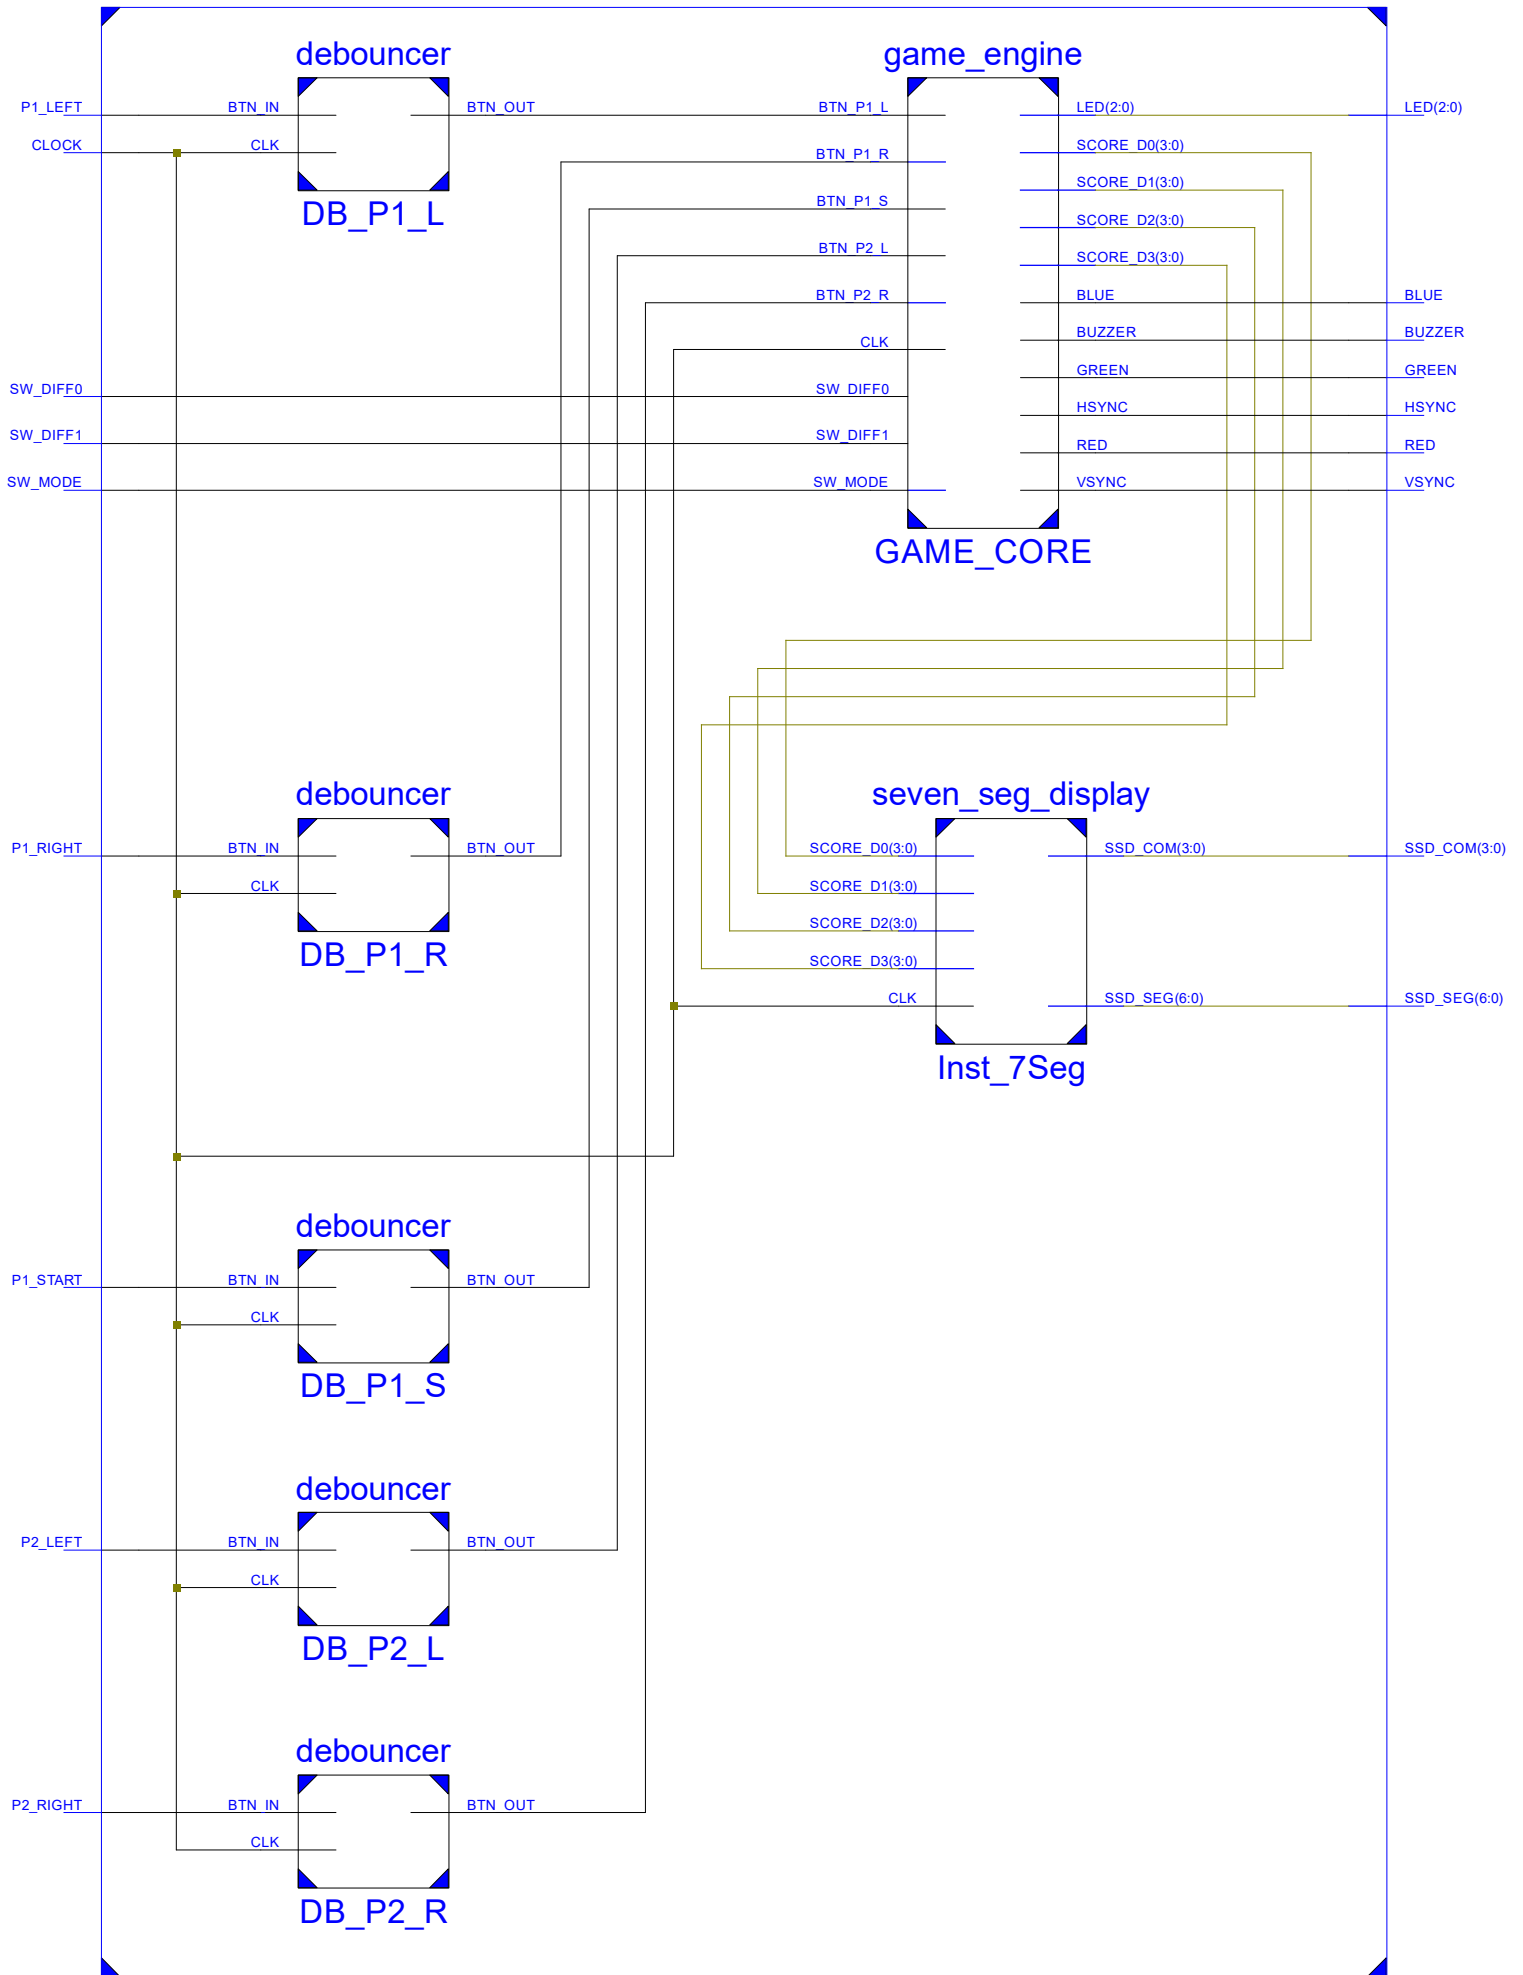 debouncer
game_engine
P1_LEFT BTN_IN BTN_OUT BTN_P1_L LED(2:0) LED(2:0)
CLOCK CLK SCORE_D0(3:0)
BTN_P1_R
SCORE_D1(3:0)
BTN_P1_S
DB_P1_L
SCORE_D2(3:0)
BTN_P2_L
SCORE_D3(3:0)
BTN_P2_R BLUE BLUE
BUZZER BUZZER
CLK
GREEN GREEN
SW_DIFF0 SW_DIFF0
HSYNC HSYNC
SW_DIFF1 SW_DIFF1
RED RED
SW_MODE SW_MODE VSYNC VSYNC
GAME_CORE
debouncer
seven_seg_display
P1_RIGHT BTN_IN BTN_OUT SCORE_D0(3:0) SSD_COM(3:0) SSD_COM(3:0)
CLK SCORE_D1(3:0)
SCORE_D2(3:0)
DB_P1_R
SCORE_D3(3:0)
CLK SSD_SEG(6:0) SSD_SEG(6:0)
Inst_7Seg
debouncer
P1_START BTN_IN BTN_OUT
CLK
DB_P1_S
debouncer
P2_LEFT BTN_IN BTN_OUT
CLK
DB_P2_L
debouncer
P2_RIGHT BTN_IN BTN_OUT
CLK
DB_P2_R